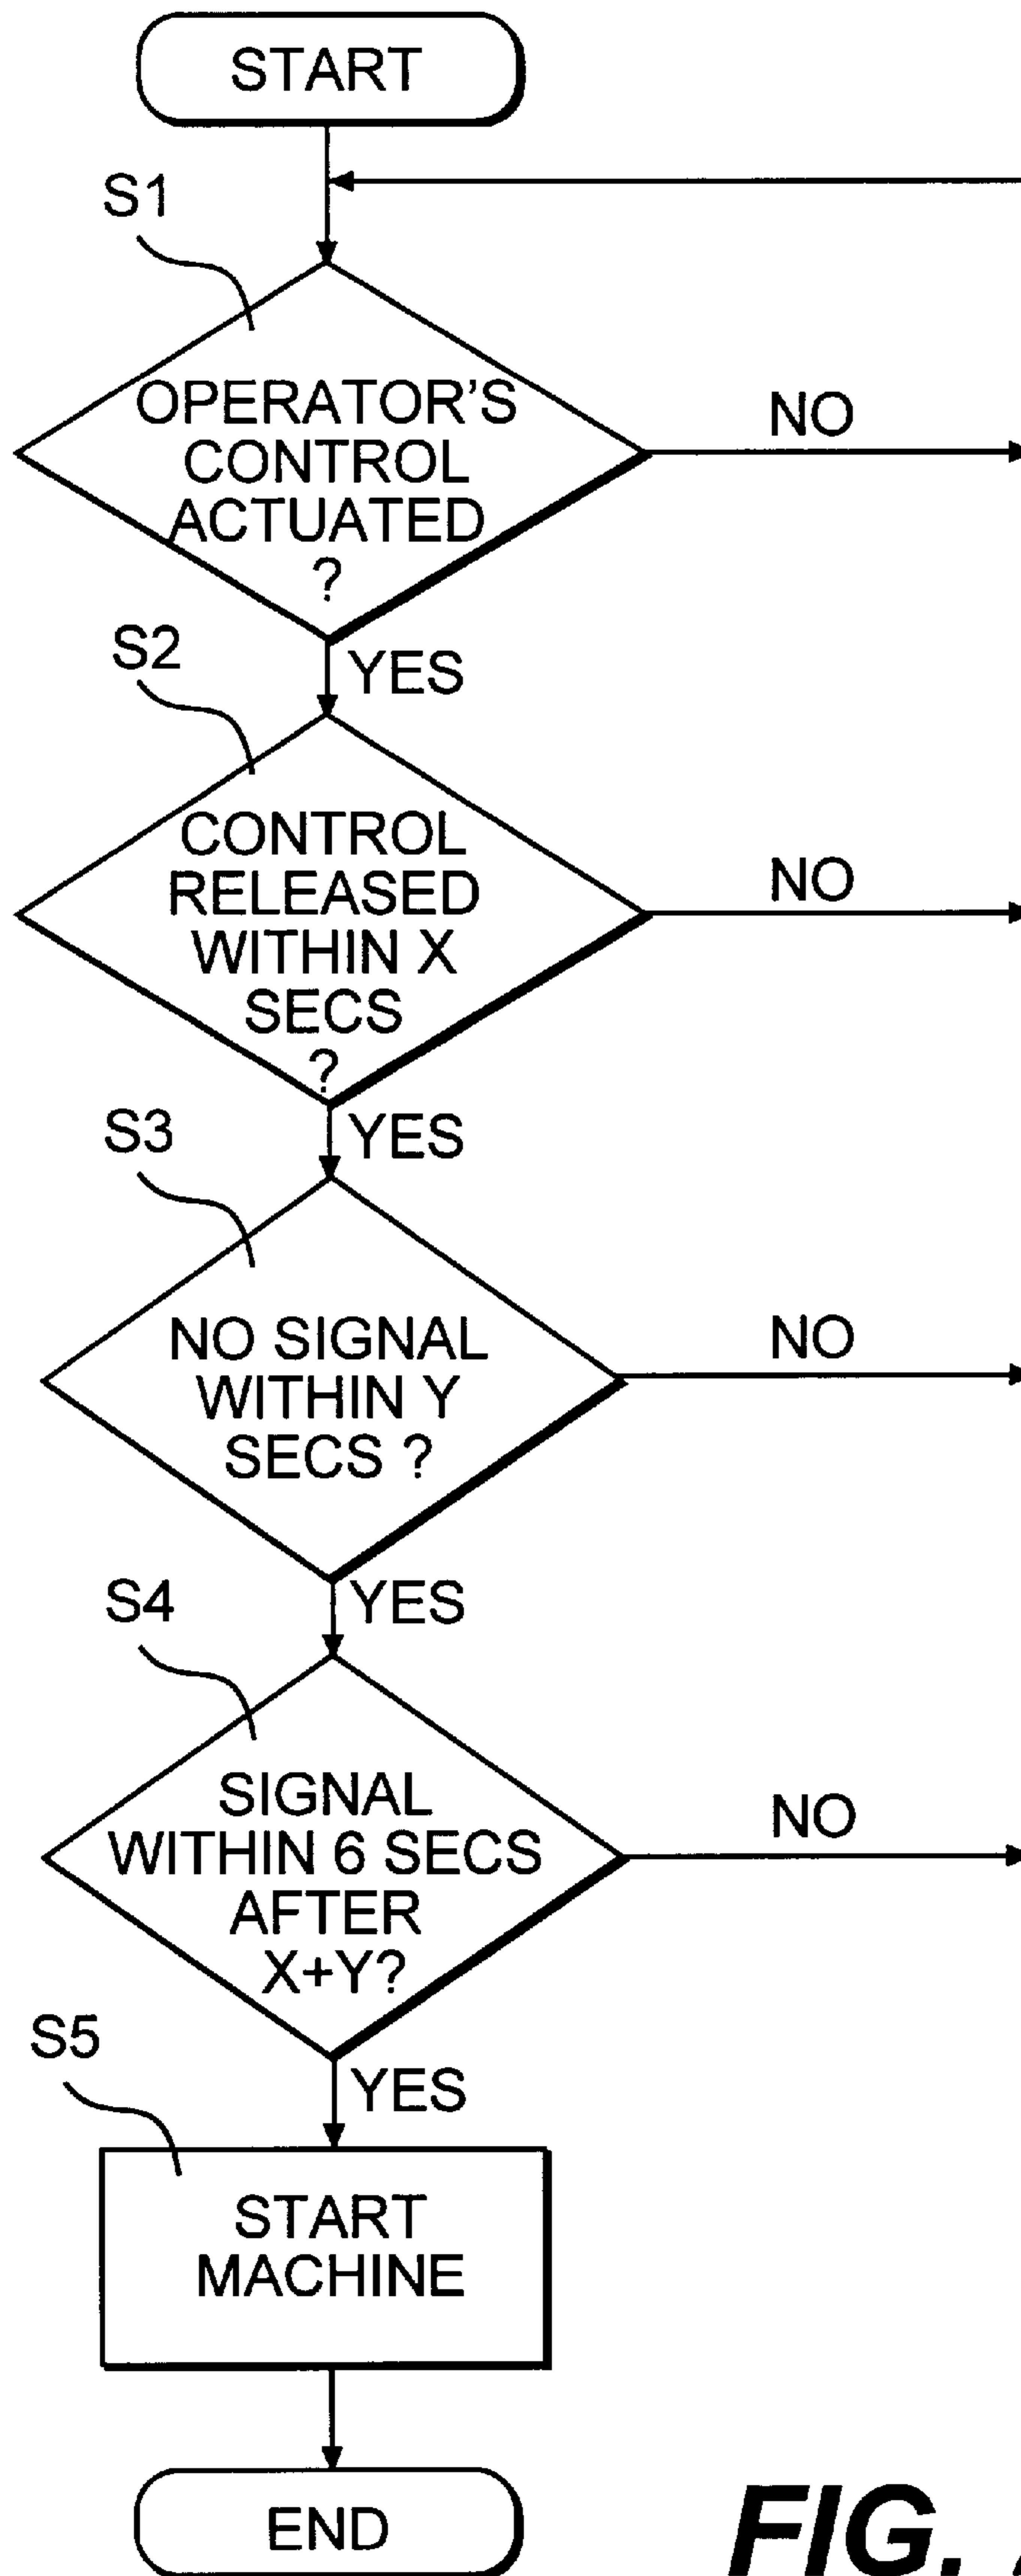 START
S1
OPERATOR'S
CONTROL
ACTUATED
?
NO
YES
S2
CONTROL
RELEASED
WITHIN X
SECS
?
NO
YES
S3
NO SIGNAL
WITHIN Y
SECS ?
NO
YES
S4
SIGNAL
WITHIN 6 SECS
AFTER
X+Y?
NO
YES
S5
START
MACHINE
END
FIG.